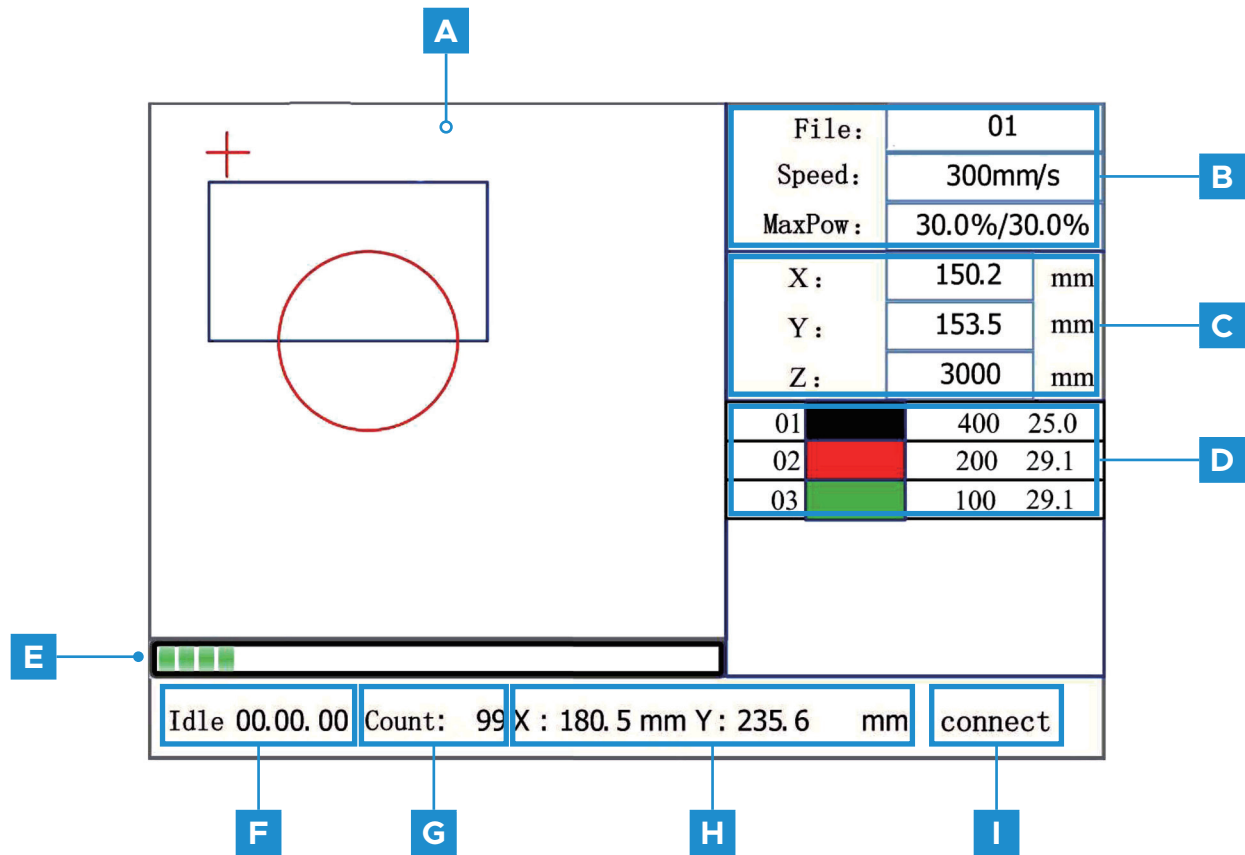 A
File: 01
Speed: 300mm/s
MaxPow: 30.0%/30.0%
B
X: 150.2 mm
Y: 153.5 mm
Z: 3000 mm
C
01 400 25.0
02 200 29.1
03 100 29.1
D
E
Idle 00.00.00 Count: 99 X: 180.5 mm Y: 235.6 mm connect
F G H I